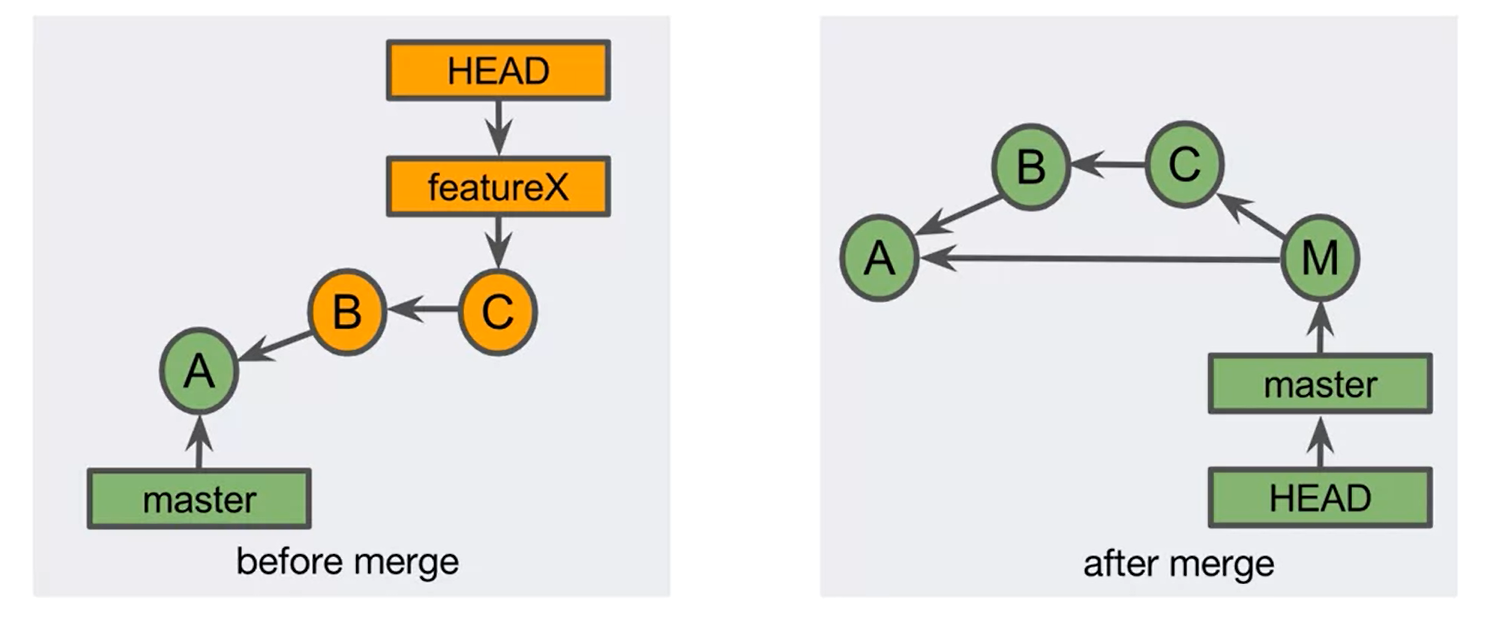 HEAD
featureX
B
C
A
master
before merge
B
C
A
M
master
HEAD
after merge